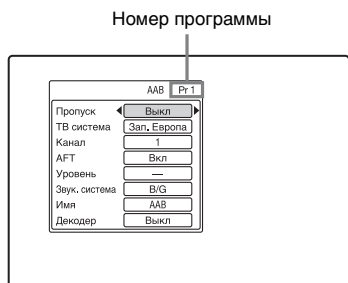 Номер программы
AAB Pr 1
Пропуск Выкл
ТВ система Зап. Европа
Канал 1
AFT Вкл
Уровень —
Звук. система B/G
Имя AAB
Декодер Выкл